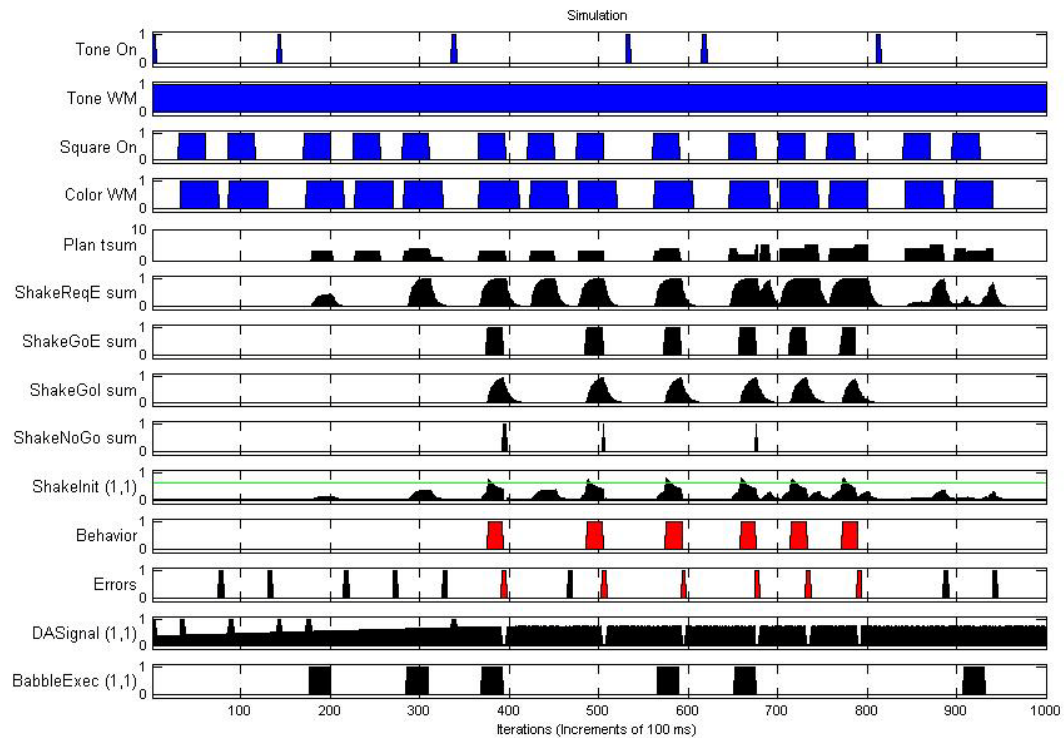 Simulation
Tone On
1
0
Tone WM
1
0
Square On
1
0
Color WM
1
0
Plan tsum
10
0
ShakeReqE sum
1
0
ShakeGoE sum
1
0
ShakeGoI sum
1
0
ShakeNoGo sum
1
0
ShakeInit (1,1)
1
0
Behavior
1
0
Errors
1
0
DASignal (1,1)
1
0
BabbleExec (1,1)
1
0
100 200 300 400 500 600 700 800 900 1000
Iterations (Increments of 100 ms)